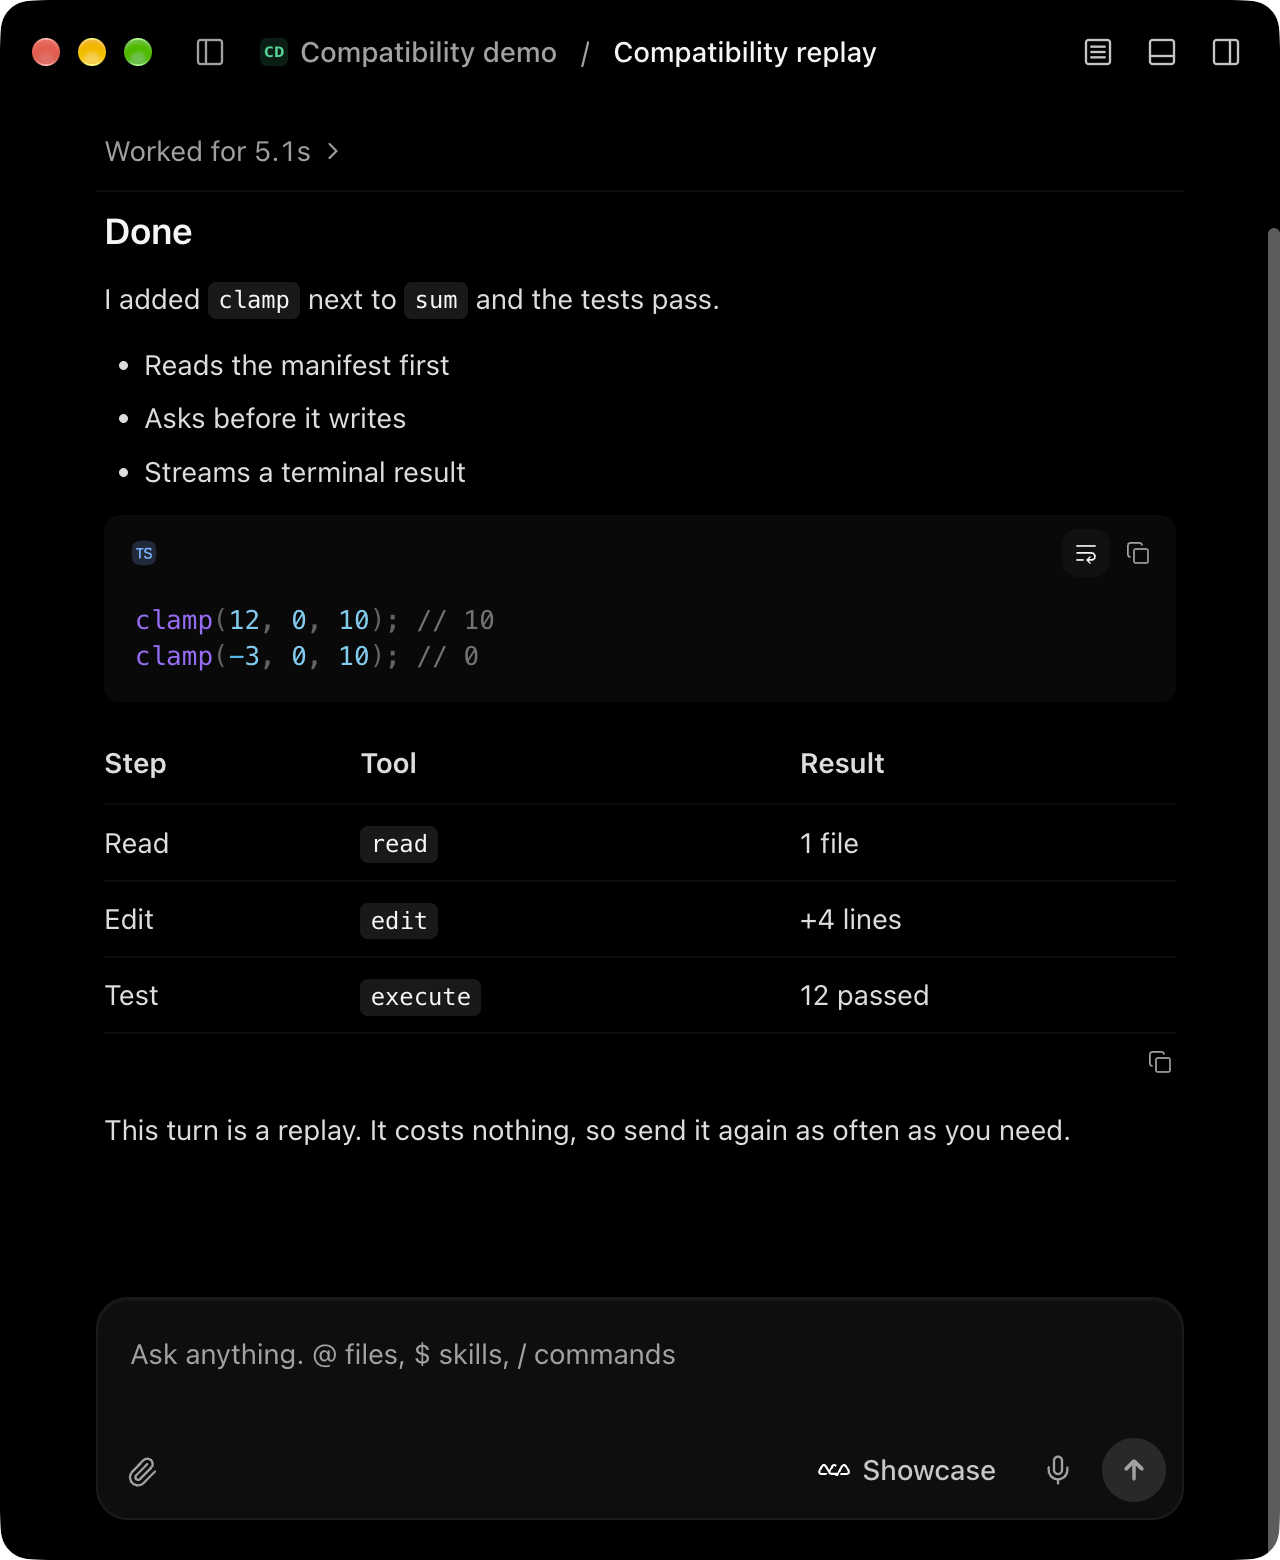 CD Compatibility demo / Compatibility replay
Worked for 5.1s
Done
I added clamp next to sum and the tests pass.
• Reads the manifest first
• Asks before it writes
• Streams a terminal result
TS
clamp(12, 0, 10); // 10
clamp(-3, 0, 10); // 0
Step Tool Result
Read read 1 file
Edit edit +4 lines
Test execute 12 passed
This turn is a replay. It costs nothing, so send it again as often as you need.
Ask anything. @ files, $ skills, / commands
Showcase